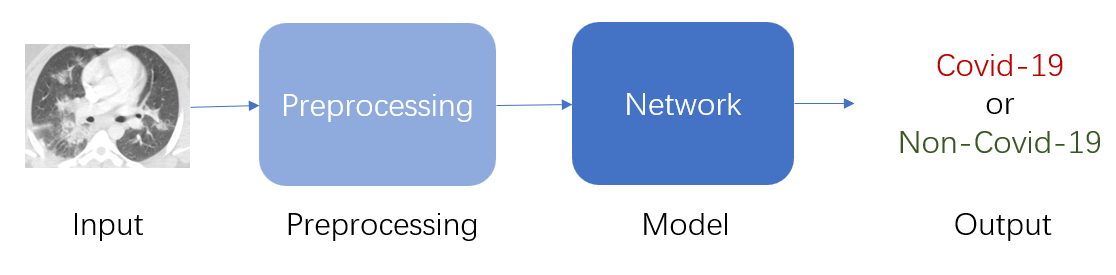 Preprocessing
Network
Covid-19
or
Non-Covid-19
Input
Preprocessing
Model
Output